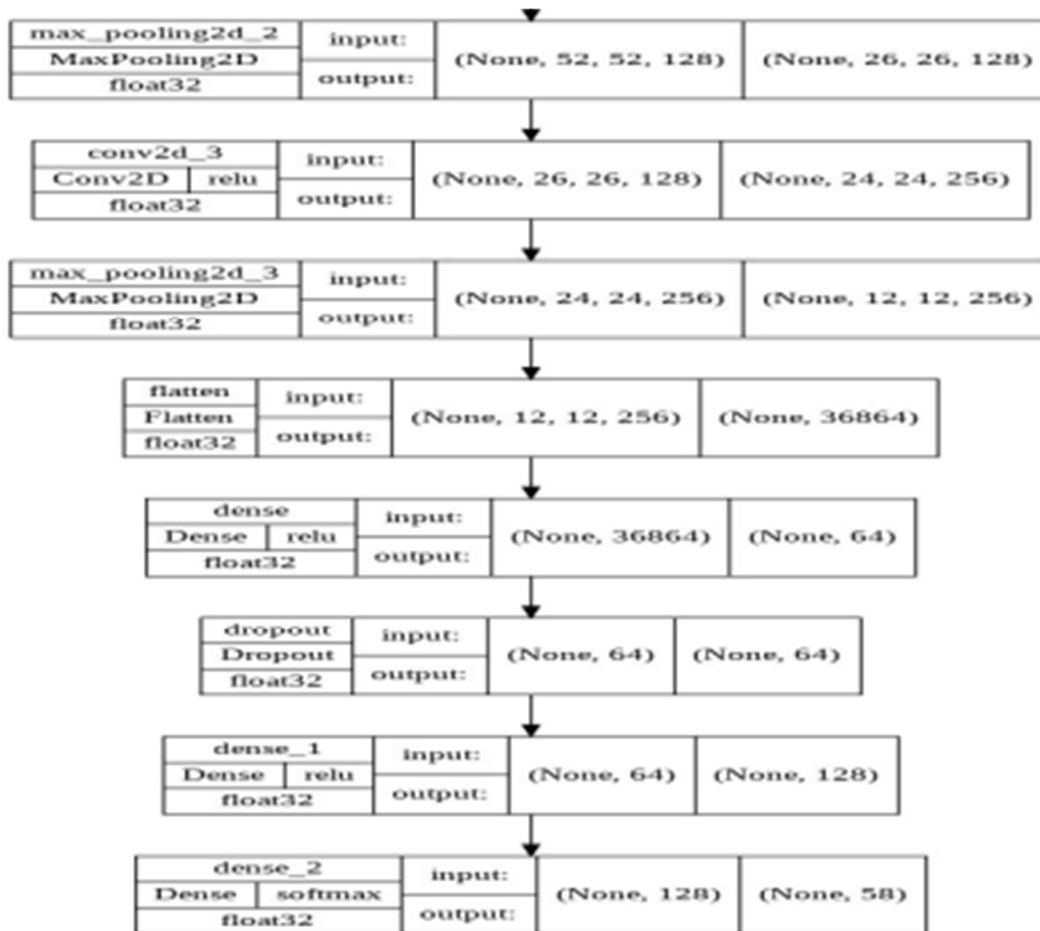 max_pooling2d_2
MaxPooling2D
float32
input:
output:
(None, 52, 52, 128)
(None, 26, 26, 128)
conv2d_3
Conv2D relu
float32
input:
output:
(None, 26, 26, 128)
(None, 24, 24, 256)
max_pooling2d_3
MaxPooling2D
float32
input:
output:
(None, 24, 24, 256)
(None, 12, 12, 256)
flatten
Flatten
float32
input:
output:
(None, 12, 12, 256)
(None, 36864)
dense
Dense relu
float32
input:
output:
(None, 36864)
(None, 64)
dropout
Dropout
float32
input:
output:
(None, 64)
(None, 64)
dense_1
Dense relu
float32
input:
output:
(None, 64)
(None, 128)
dense_2
Dense softmax
float32
input:
output:
(None, 128)
(None, 58)